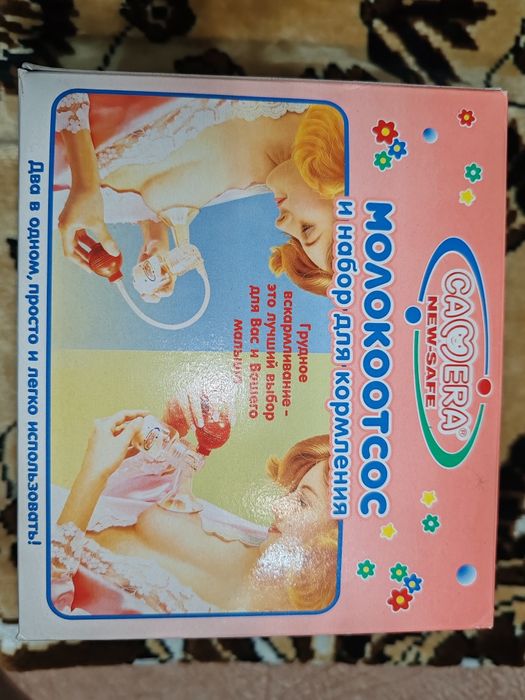 CAMERA®
NEW-SAFE
МОЛОКООТСОС
и набор для кормления
Грудное
вскармливание-
это лучший выбор
для Вас и Вашего
малыша
Два в одном, просто и легко использовать!